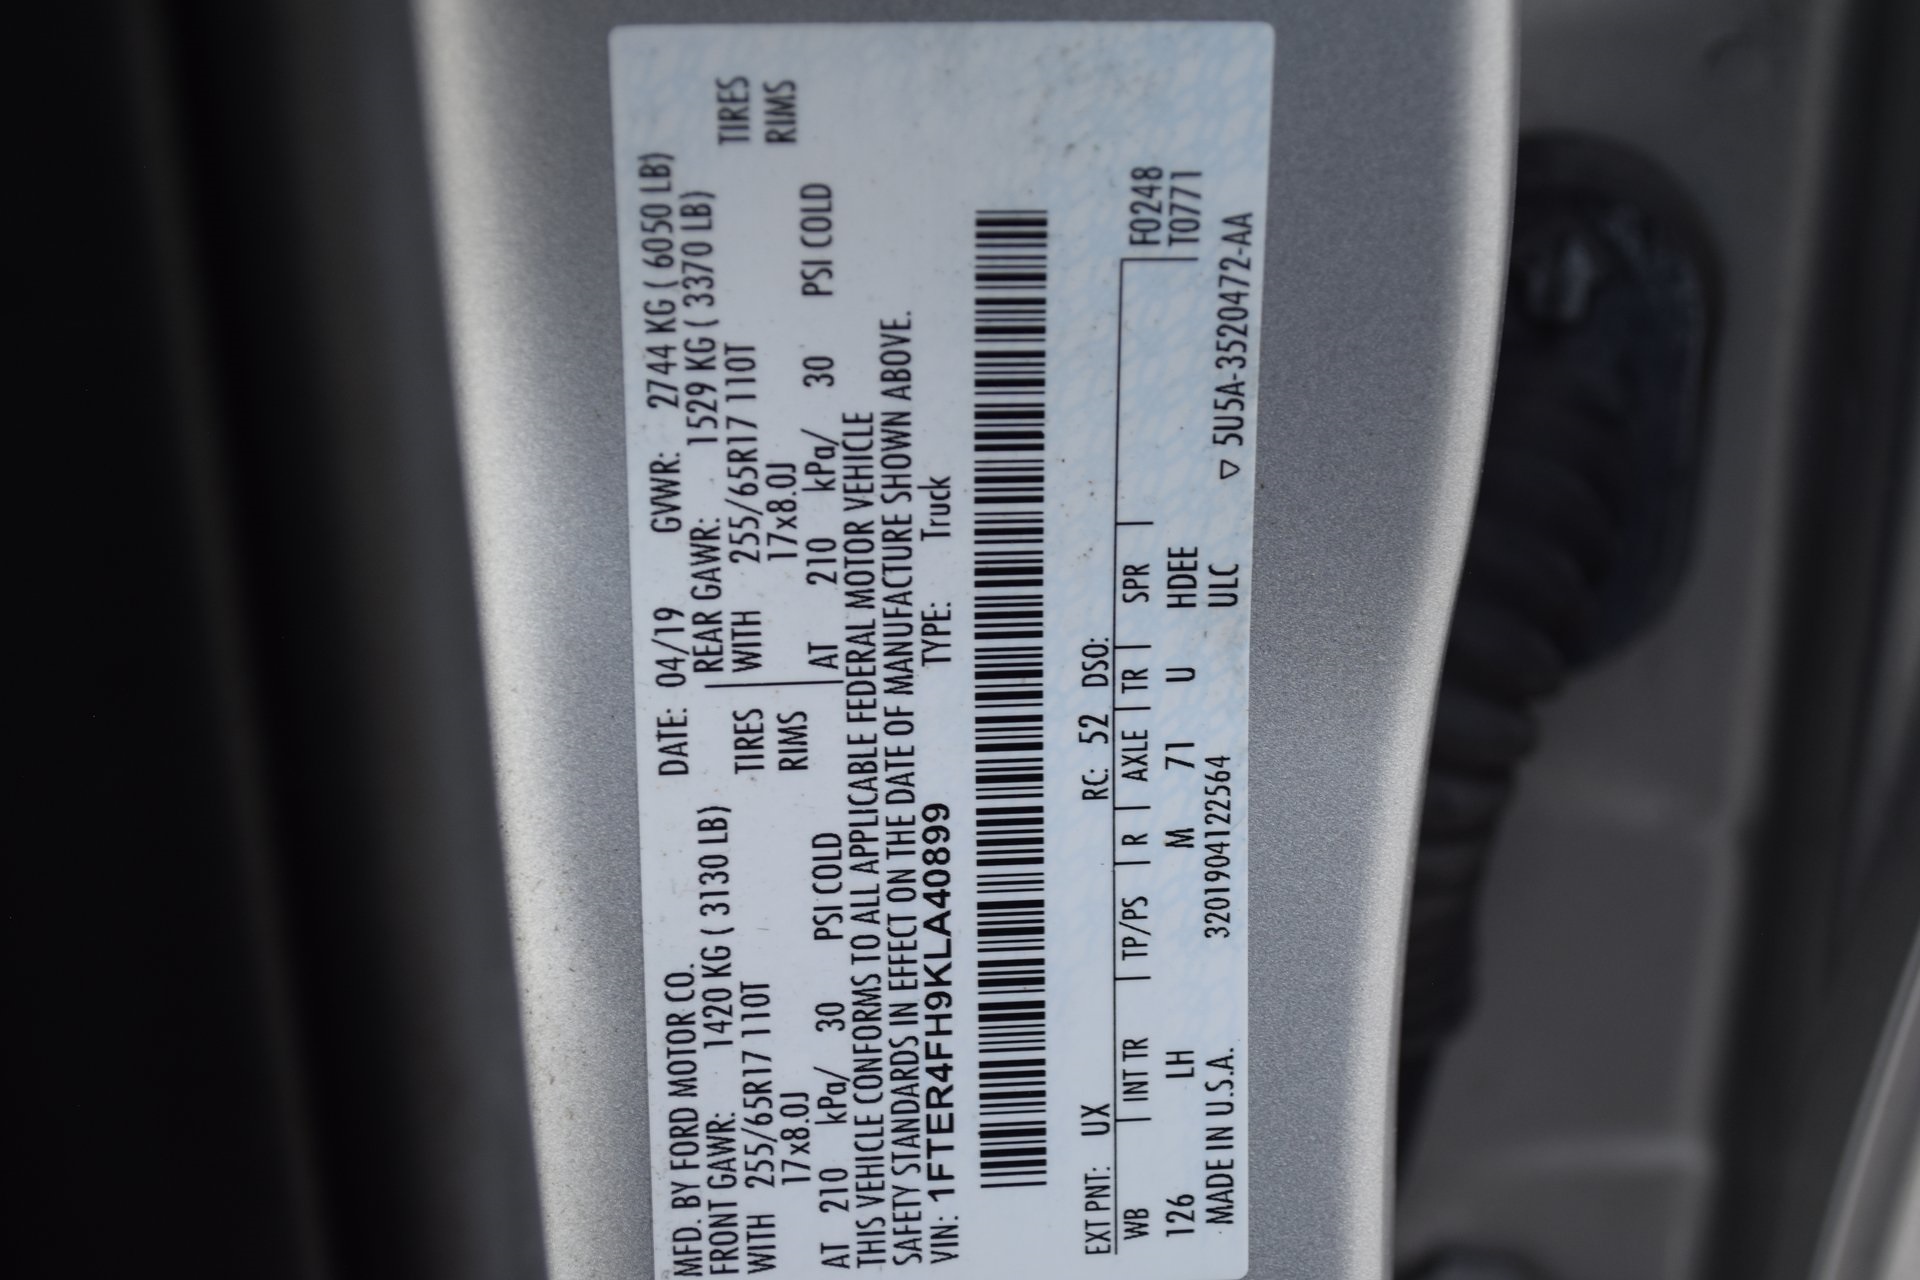 MFD. BY FORD MOTOR CO. DATE: 04/19 GVWR: 2744 KG ( 6050 LB)
FRONT GAWR: 1420 KG ( 3130 LB) REAR GAWR: 1529 KG ( 3370 LB)
WITH 255/65R17 110T TIRES WITH 255/65R17 110T TIRES
17x8.0J RIMS 17x8.0J RIMS
AT 210 kPa/ 30 PSI COLD AT 210 kPa/ 30 PSI COLD
THIS VEHICLE CONFORMS TO ALL APPLICABLE FEDERAL MOTOR VEHICLE
SAFETY STANDARDS IN EFFECT ON THE DATE OF MANUFACTURE SHOWN ABOVE.
VIN: 1FTER4FH9KLA40899 TYPE: Truck
EXT PNT: UX RC: 52 DSO:
WB INT TR TP/PS R AXLE TR SPR F0248
126 LH M 71 U HDEE T0771
MADE IN U.S.A. 320190412​2564 ULC ▽ 5U5A-3520472-AA